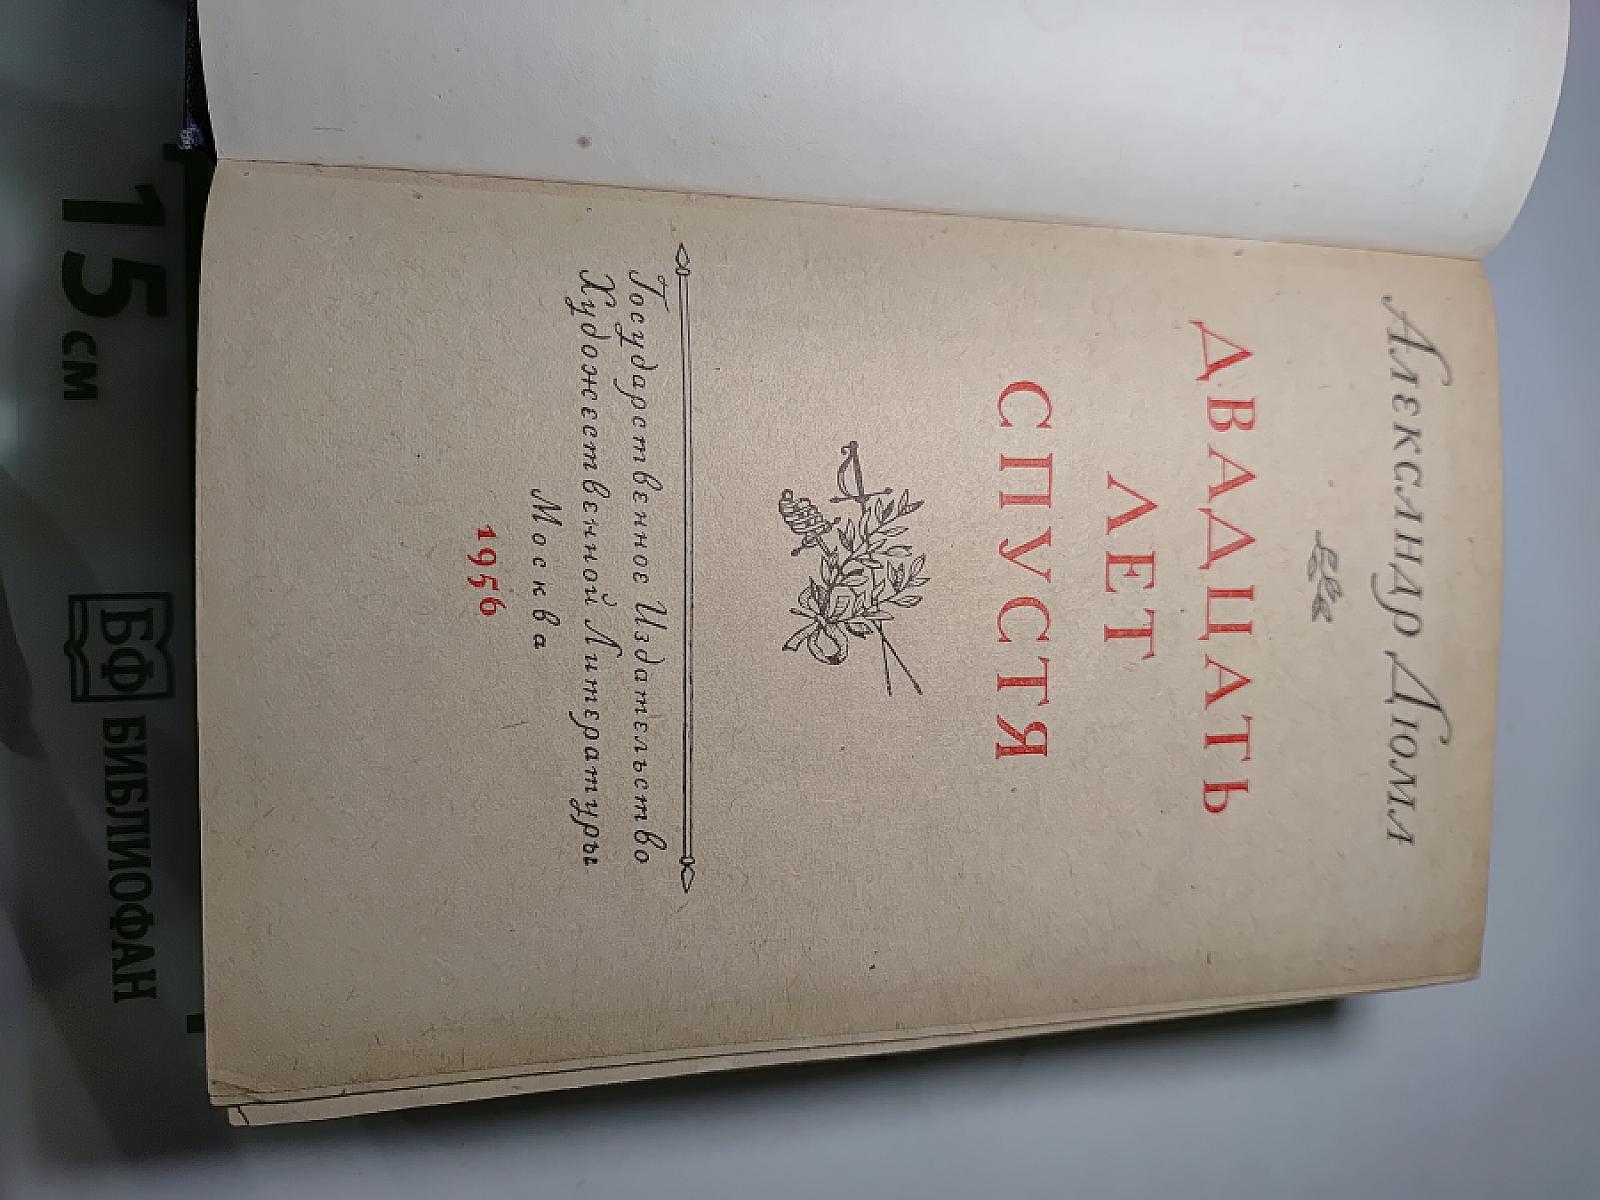 Александр Дюма
ДВАДЦАТЬ
ЛЕТ
СПУСТЯ
Государственное Издательство
Художественной Литературы
Москва
1956
15 см
БФ БИБЛИОФАН